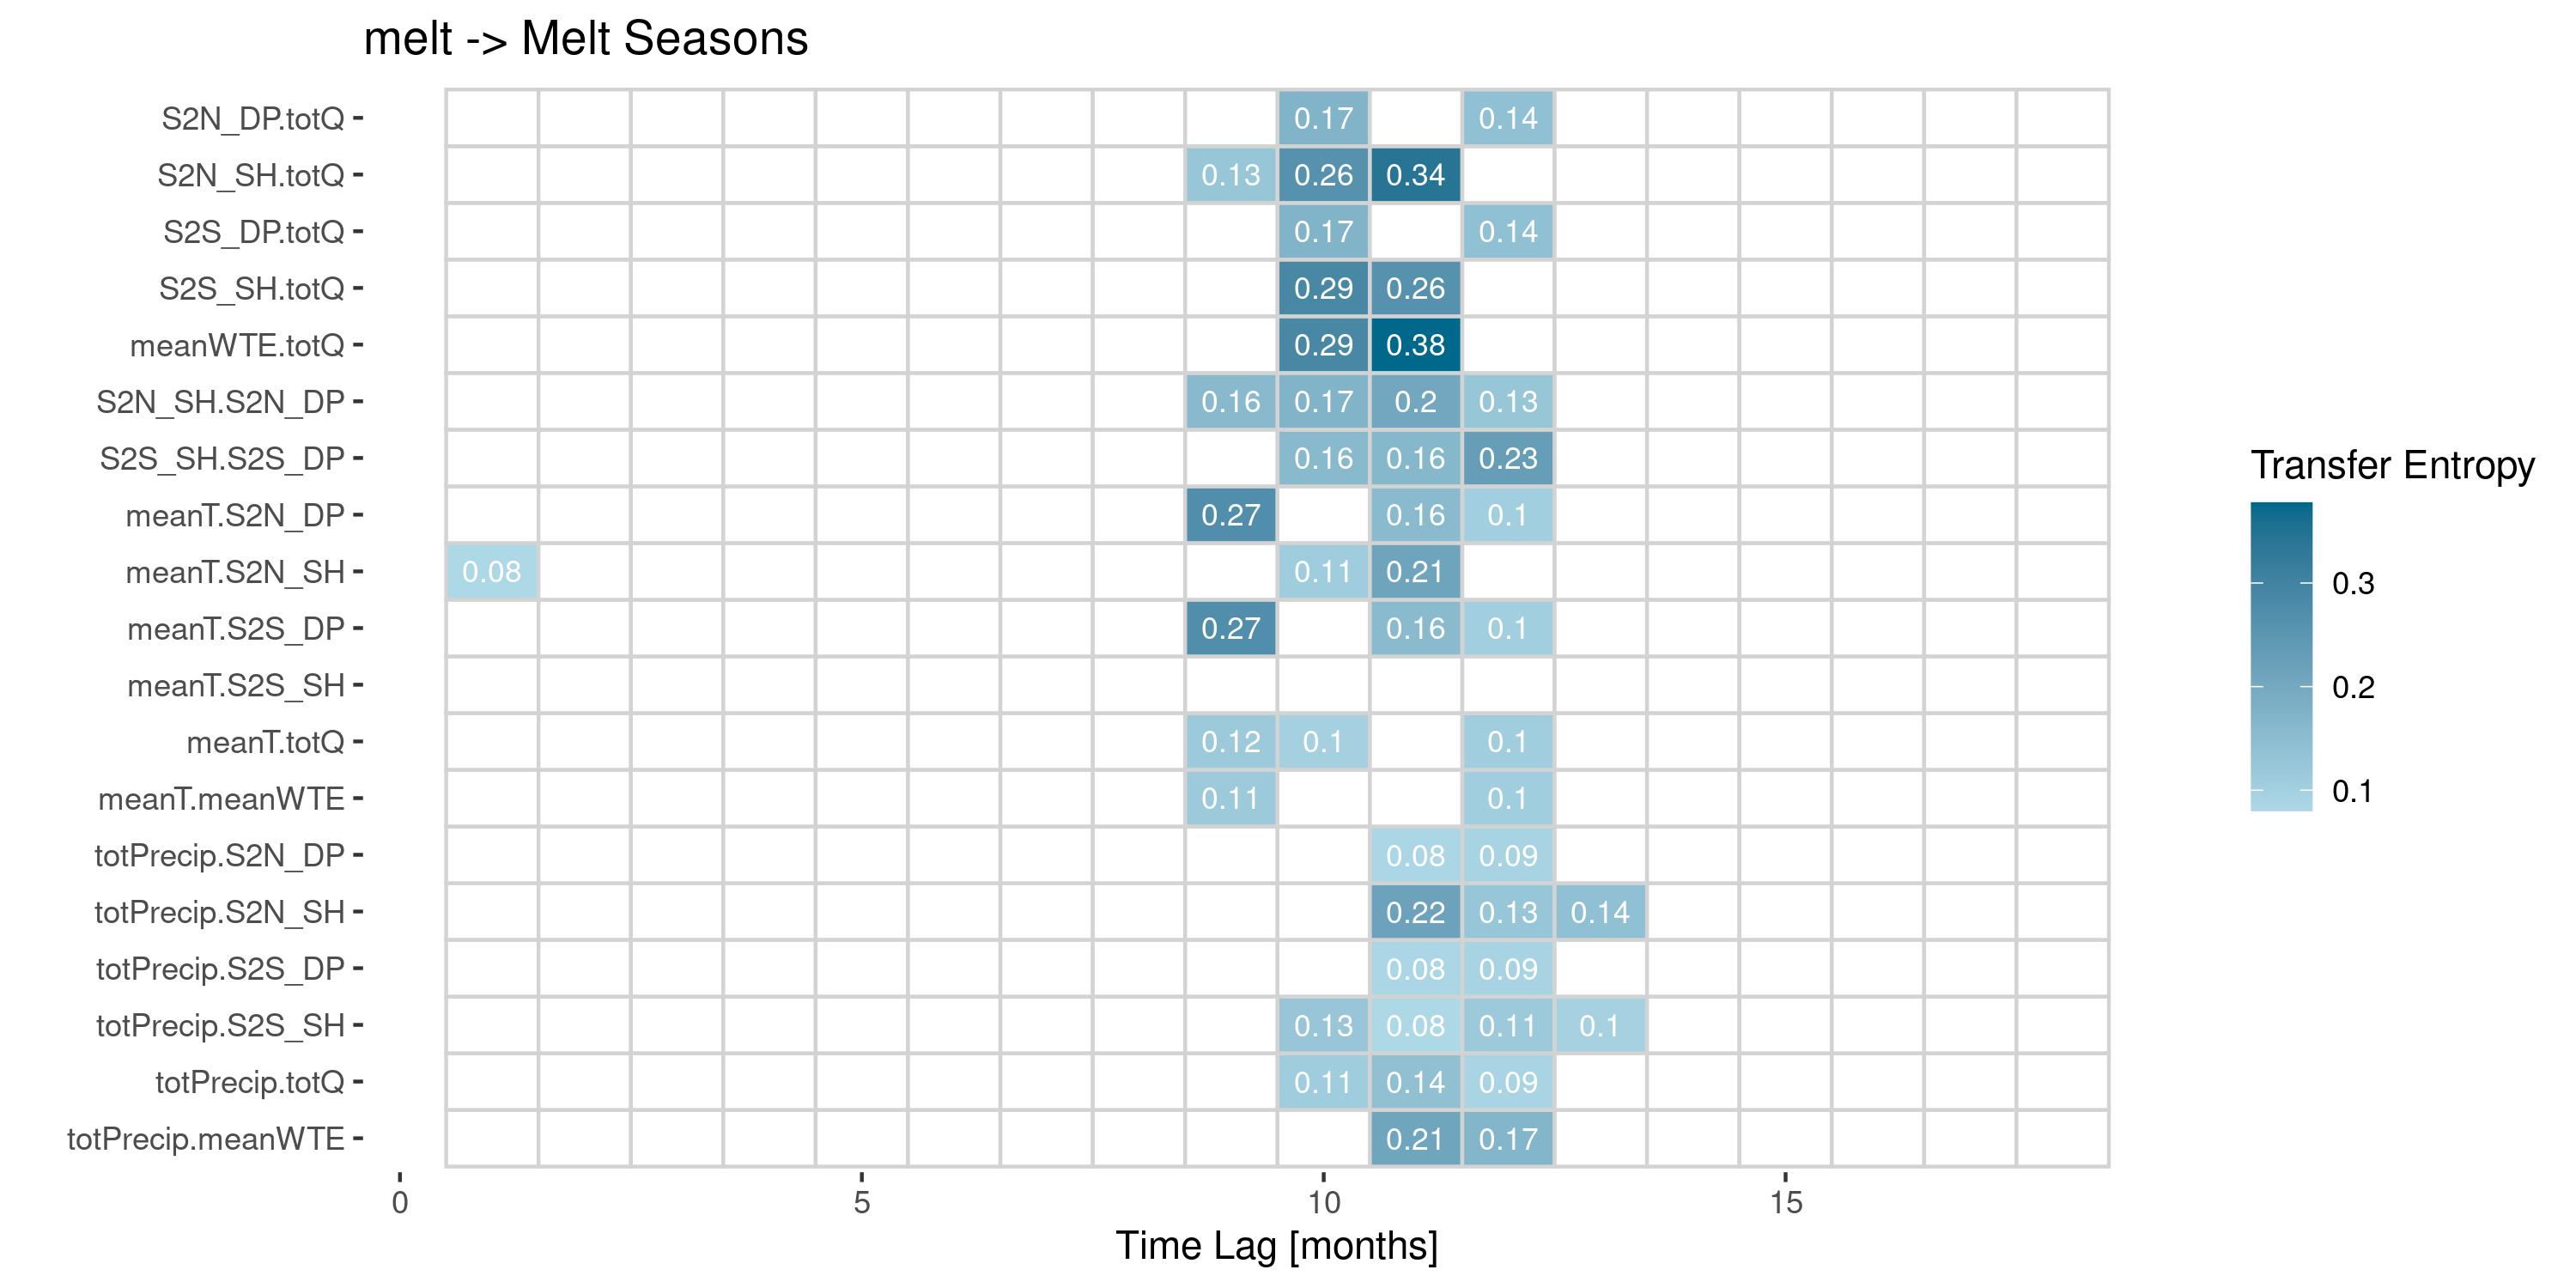 melt -> Melt Seasons
S2N_DP.totQ 0.17 0.14
S2N_SH.totQ 0.13 0.26 0.34
S2S_DP.totQ 0.17 0.14
S2S_SH.totQ 0.29 0.26
meanWTE.totQ 0.29 0.38
S2N_SH.S2N_DP 0.16 0.17 0.2 0.13
S2S_SH.S2S_DP 0.16 0.16 0.23
meanT.S2N_DP 0.27 0.16 0.1
meanT.S2N_SH 0.08 0.11 0.21
meanT.S2S_DP 0.27 0.16 0.1
meanT.S2S_SH
meanT.totQ 0.12 0.1 0.1
meanT.meanWTE 0.11 0.1
totPrecip.S2N_DP 0.08 0.09
totPrecip.S2N_SH 0.22 0.13 0.14
totPrecip.S2S_DP 0.08 0.09
totPrecip.S2S_SH 0.13 0.08 0.11 0.1
totPrecip.totQ 0.11 0.14 0.09
totPrecip.meanWTE 0.21 0.17
0 5 10 15
Time Lag [months]
Transfer Entropy
0.3
0.2
0.1